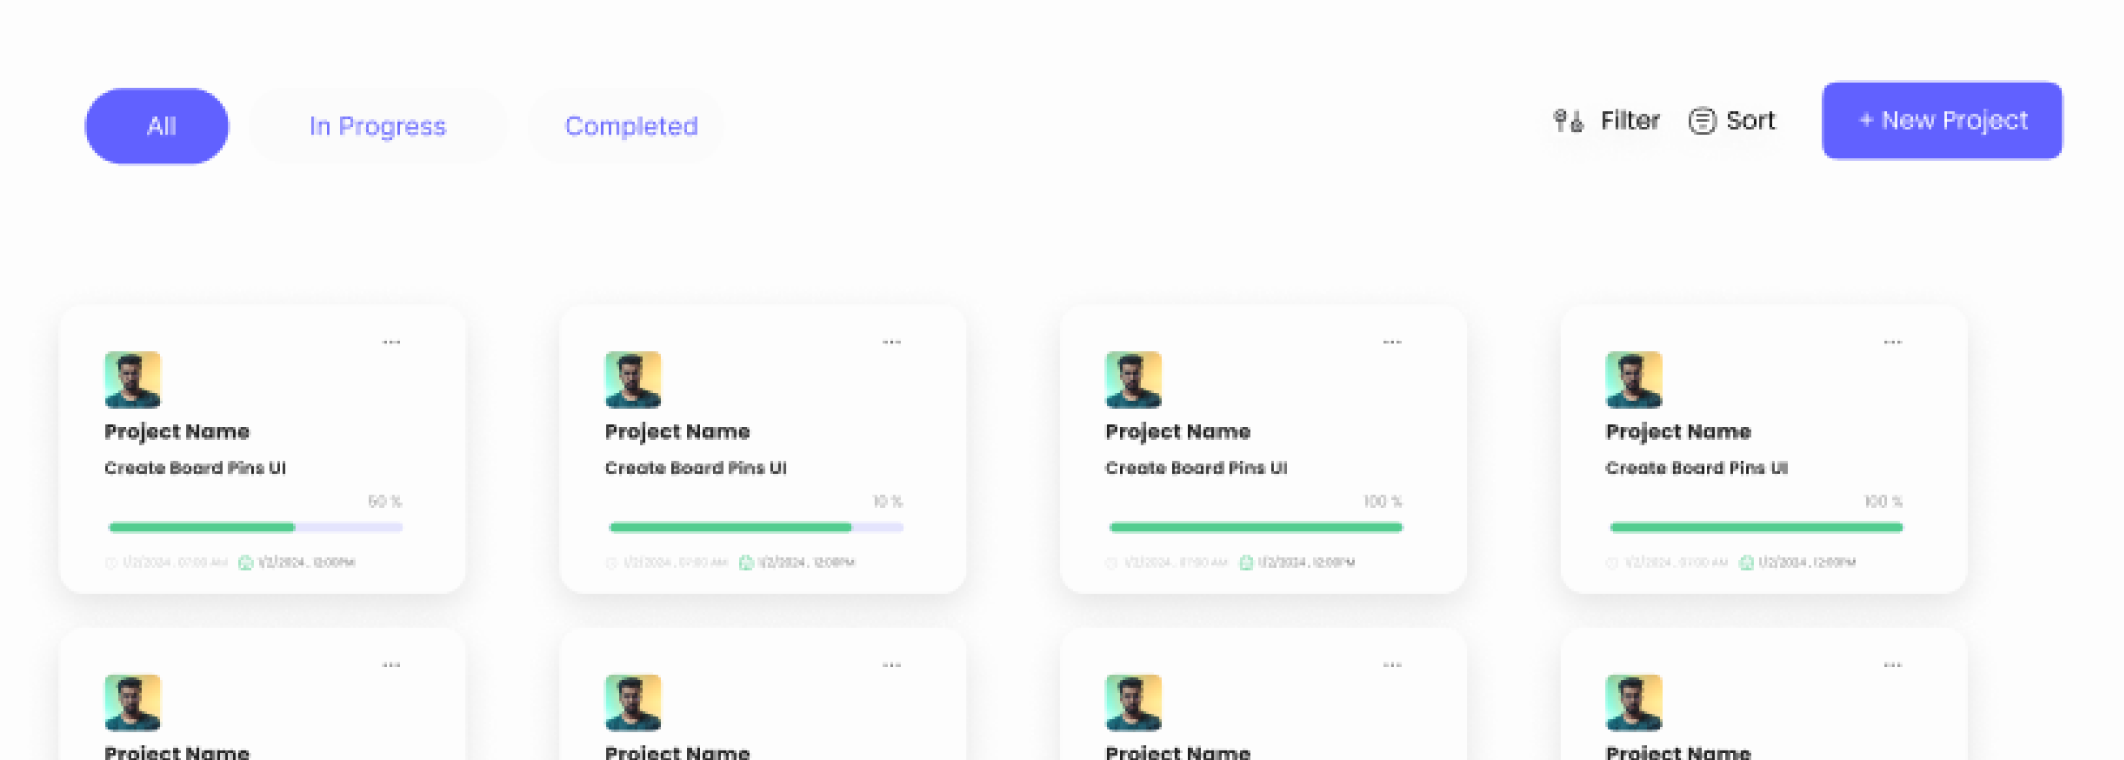 All In Progress Completed Filter Sort + New Project
... ... ... ...
Project Name Project Name Project Name Project Name
Create Board Pins UI Create Board Pins UI Create Board Pins UI Create Board Pins UI
50 % 10 % 100 % 100 %
1/2/2024 , 07:00 AM 1/2/2024 , 12:00PM 1/2/2024 , 07:00 AM 1/2/2024 , 12:00PM 1/2/2024 , 07:00 AM 1/2/2024 , 12:00PM 1/2/2024 , 07:00 AM 1/2/2024 , 12:00PM
... ... ... ...
Project Name Project Name Project Name Project Name